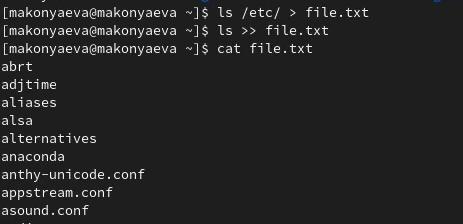 [makonyaeva@makonyaeva ~]$ ls /etc/ > file.txt
[makonyaeva@makonyaeva ~]$ ls >> file.txt
[makonyaeva@makonyaeva ~]$ cat file.txt
abrt
adjtime
aliases
alsa
alternatives
anaconda
anthy-unicode.conf
appstream.conf
asound.conf